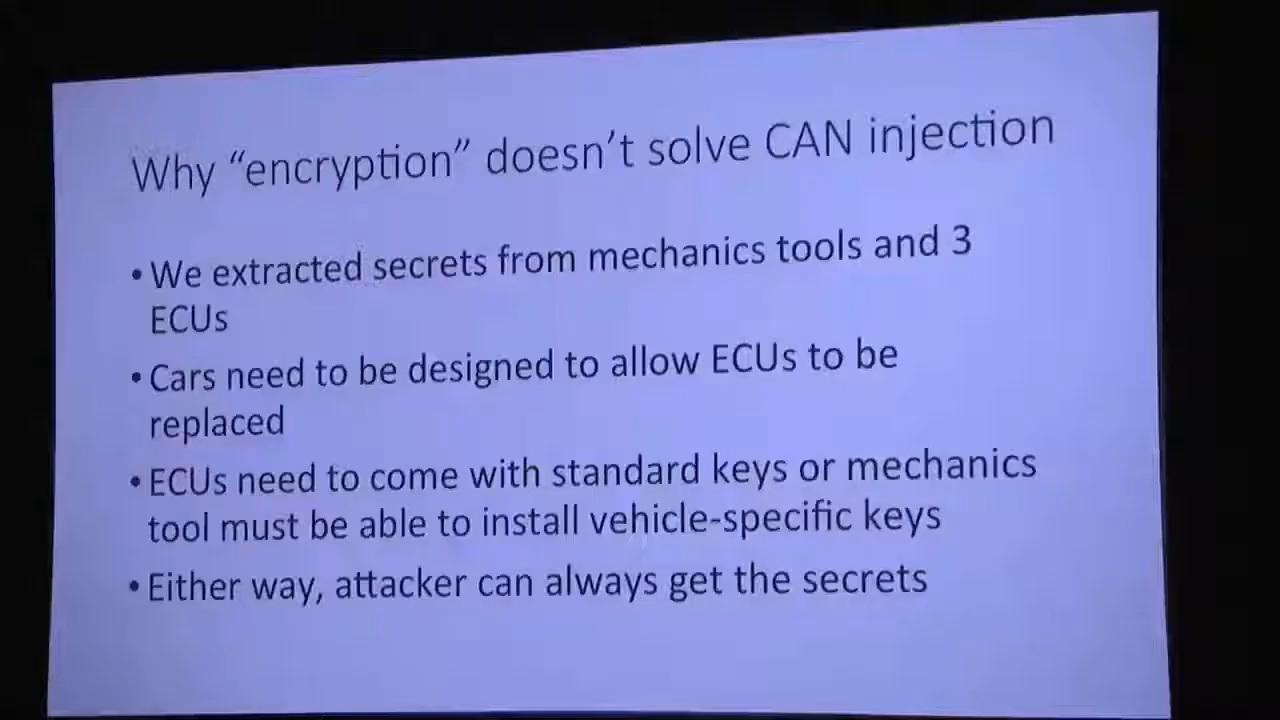 Why “encryption” doesn’t solve CAN injection
• We extracted secrets from mechanics tools and 3
ECUs
• Cars need to be designed to allow ECUs to be
replaced
• ECUs need to come with standard keys or mechanics
tool must be able to install vehicle-specific keys
• Either way, attacker can always get the secrets